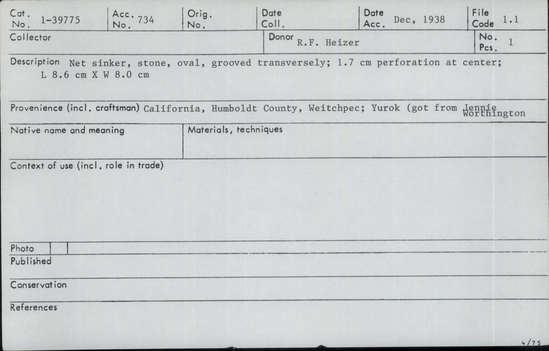 Cat. No. 1-39775 Acc. No. 734 Orig. No. Date Coll. Date Acc. Dec, 1938 File Code 1.1
Collector Donor R.F. Heizer No. Pcs. 1
Description Net sinker, stone, oval, grooved transversely; 1.7 cm perforation at center;
L 8.6 cm X W 8.0 cm
Provenience (incl. craftsman) California, Humboldt County, Weitchpec; Yurok (got from Jennie
Worthington
Native name and meaning Materials, techniques
Context of use (incl. role in trade)
Photo
Published
Conservation
References
4/75